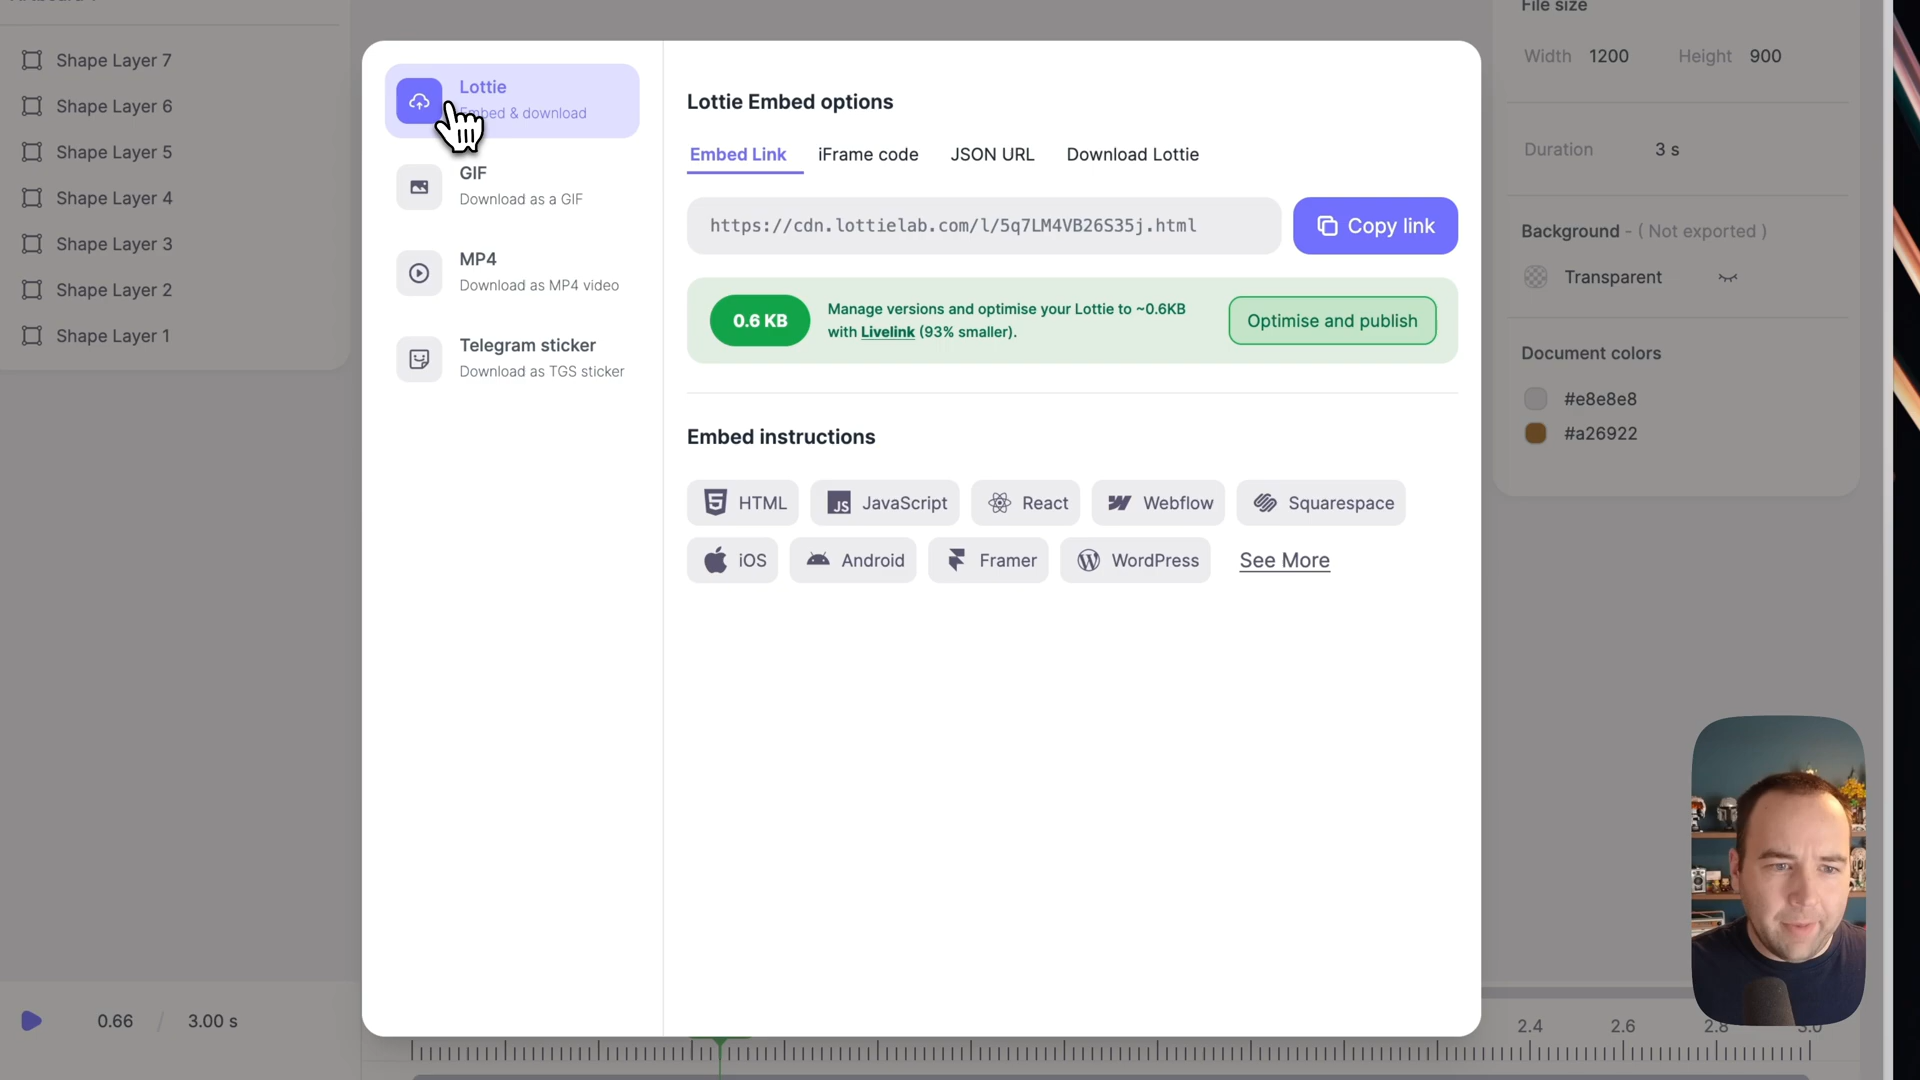 File size
Shape Layer 7
Shape Layer 6
Shape Layer 5
Shape Layer 4
Shape Layer 3
Shape Layer 2
Shape Layer 1
Lottie
Embed & download
GIF
Download as a GIF
MP4
Download as MP4 video
Telegram sticker
Download as TGS sticker
Lottie Embed options
Embed Link
iFrame code
JSON URL
Download Lottie
https://cdn.lottielab.com/l/5q7LM4VB26S35j.html
Copy link
0.6 KB
Manage versions and optimise your Lottie to ~0.6KB
with Livelink (93% smaller).
Optimise and publish
Embed instructions
HTML
JavaScript
React
Webflow
Squarespace
iOS
Android
Framer
WordPress
See More
Width 1200 Height 900
Duration 3 s
Background - ( Not exported )
Transparent
Document colors
#e8e8e8
#a26922
0.66 / 3.00 s
2.4 2.6 2.8 3.0